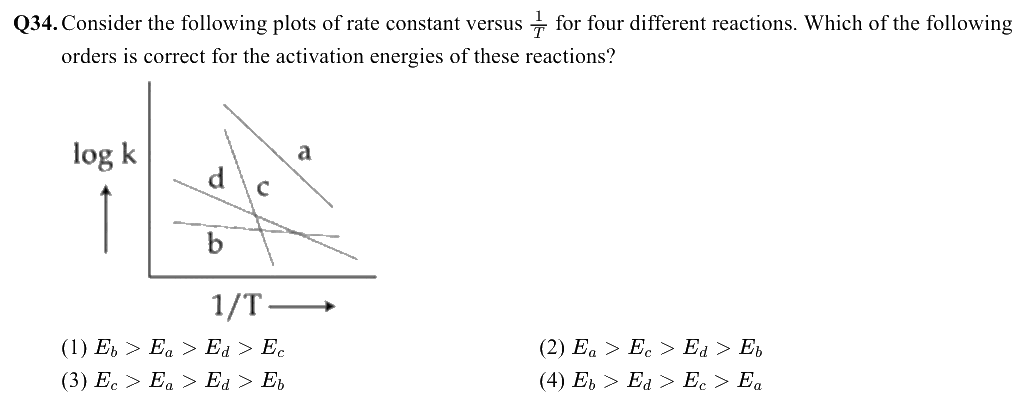 Q34. Consider the following plots of rate constant versus $\frac{1}{T}$ for four different reactions. Which of the following
orders is correct for the activation energies of these reactions?
log k
a
d
c
b
1/T
(1) $E_b > E_a > E_d > E_c$
(2) $E_a > E_c > E_d > E_b$
(3) $E_c > E_a > E_d > E_b$
(4) $E_b > E_d > E_c > E_a$